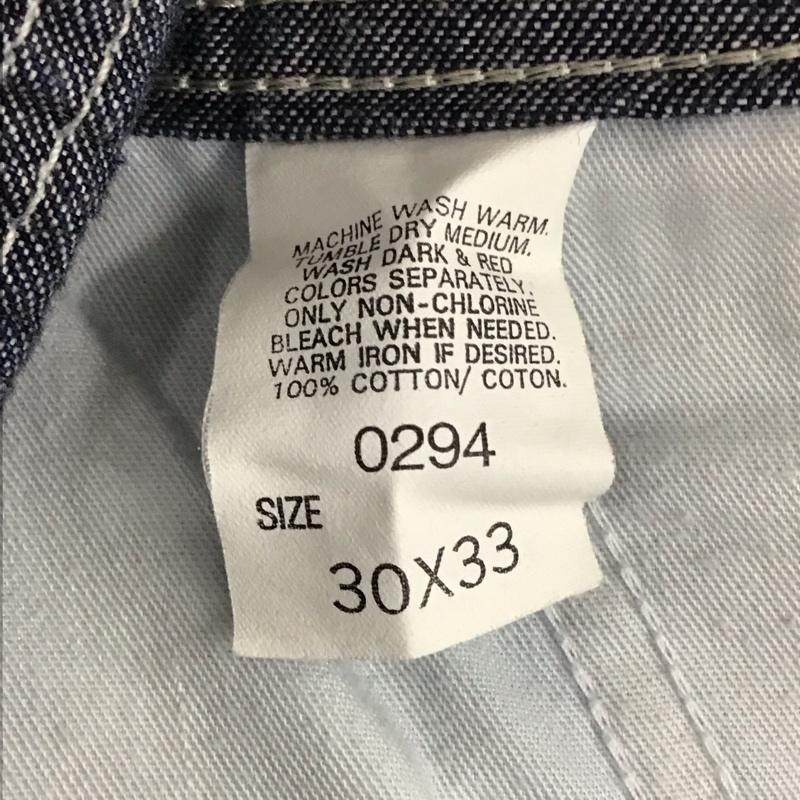 MACHINE WASH WARM.
TUMBLE DRY MEDIUM.
WASH DARK & RED
COLORS SEPARATELY.
ONLY NON-CHLORINE
BLEACH WHEN NEEDED.
WARM IRON IF DESIRED.
100% COTTON/ COTON.
0294
SIZE
30X33